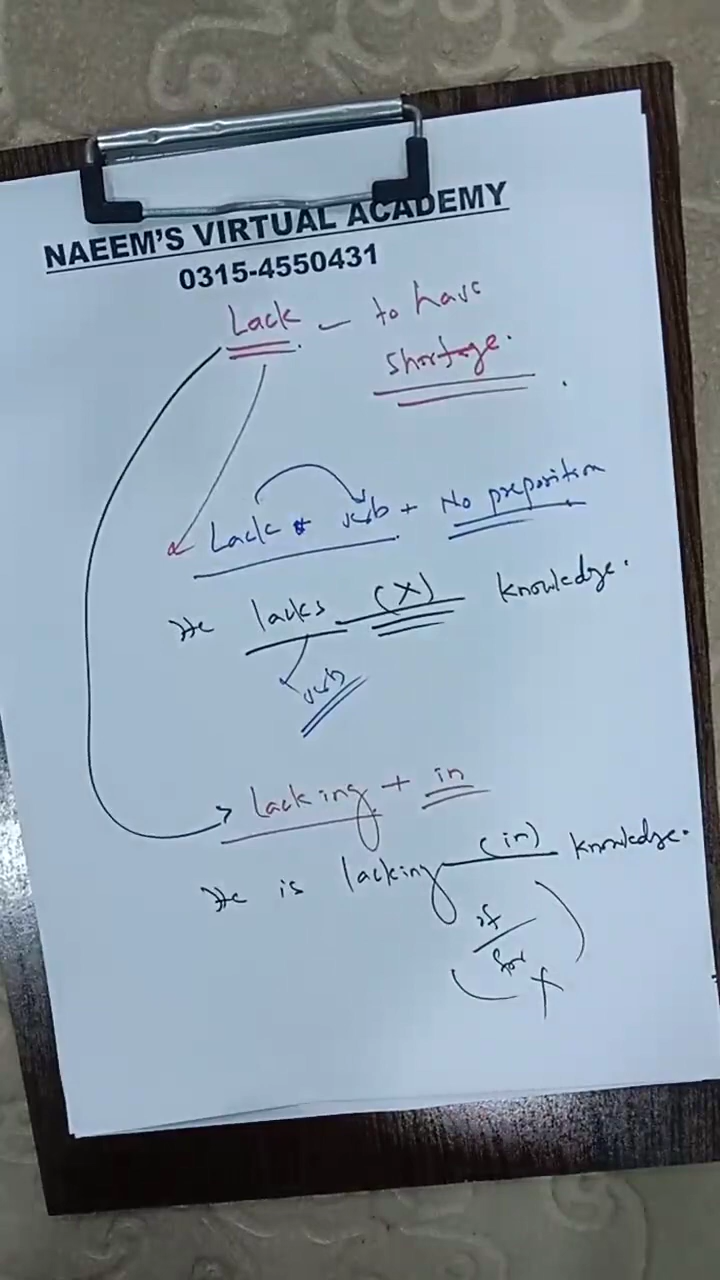 NAEEM'S VIRTUAL ACADEMY
0315-4550431
Lack – to have
shortage.
Lack verb + No preposition
He lacks (X) knowledge.
verb
Lacking + in
He is lacking (in) knowledge.
of
for
X